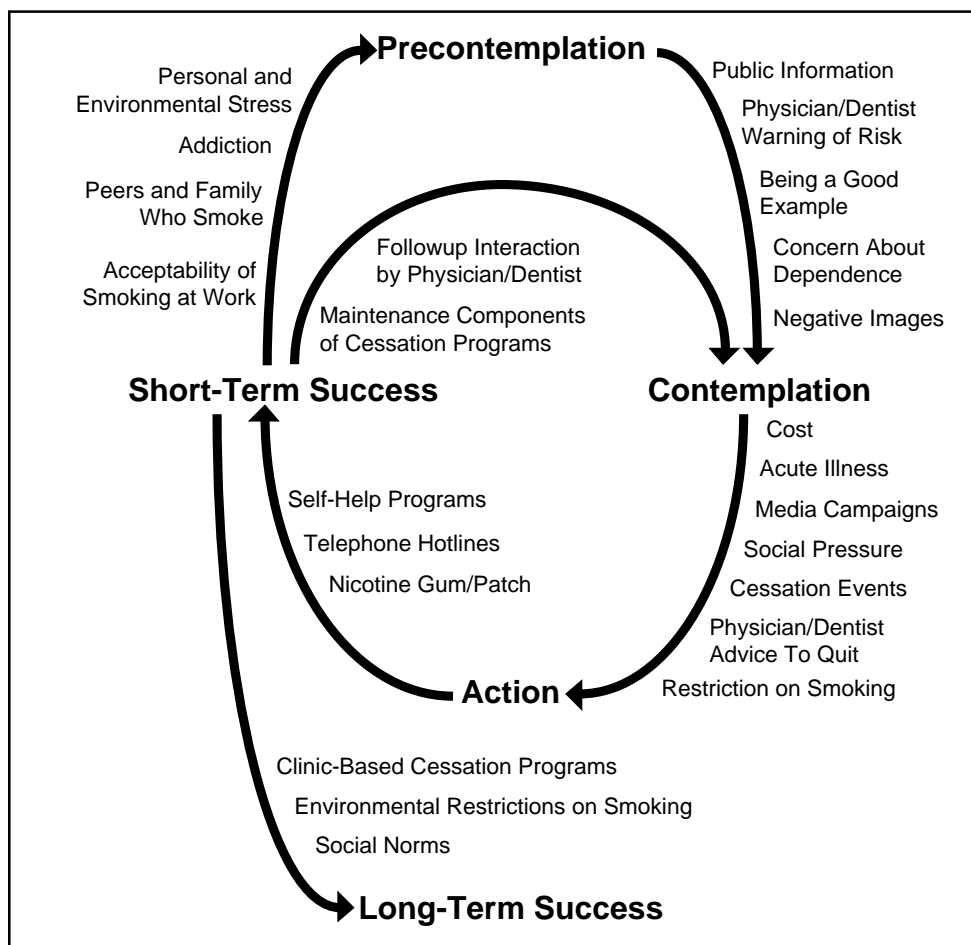 Precontemplation
Personal and
Environmental Stress
Addiction
Peers and Family
Who Smoke
Acceptability of
Smoking at Work
Public Information
Physician/Dentist
Warning of Risk
Being a Good
Example
Concern About
Dependence
Negative Images
Followup Interaction
by Physician/Dentist
Maintenance Components
of Cessation Programs
Short-Term Success
Contemplation
Cost
Acute Illness
Media Campaigns
Social Pressure
Cessation Events
Physician/Dentist
Advice To Quit
Restriction on Smoking
Self-Help Programs
Telephone Hotlines
Nicotine Gum/Patch
Action
Clinic-Based Cessation Programs
Environmental Restrictions on Smoking
Social Norms
Long-Term Success